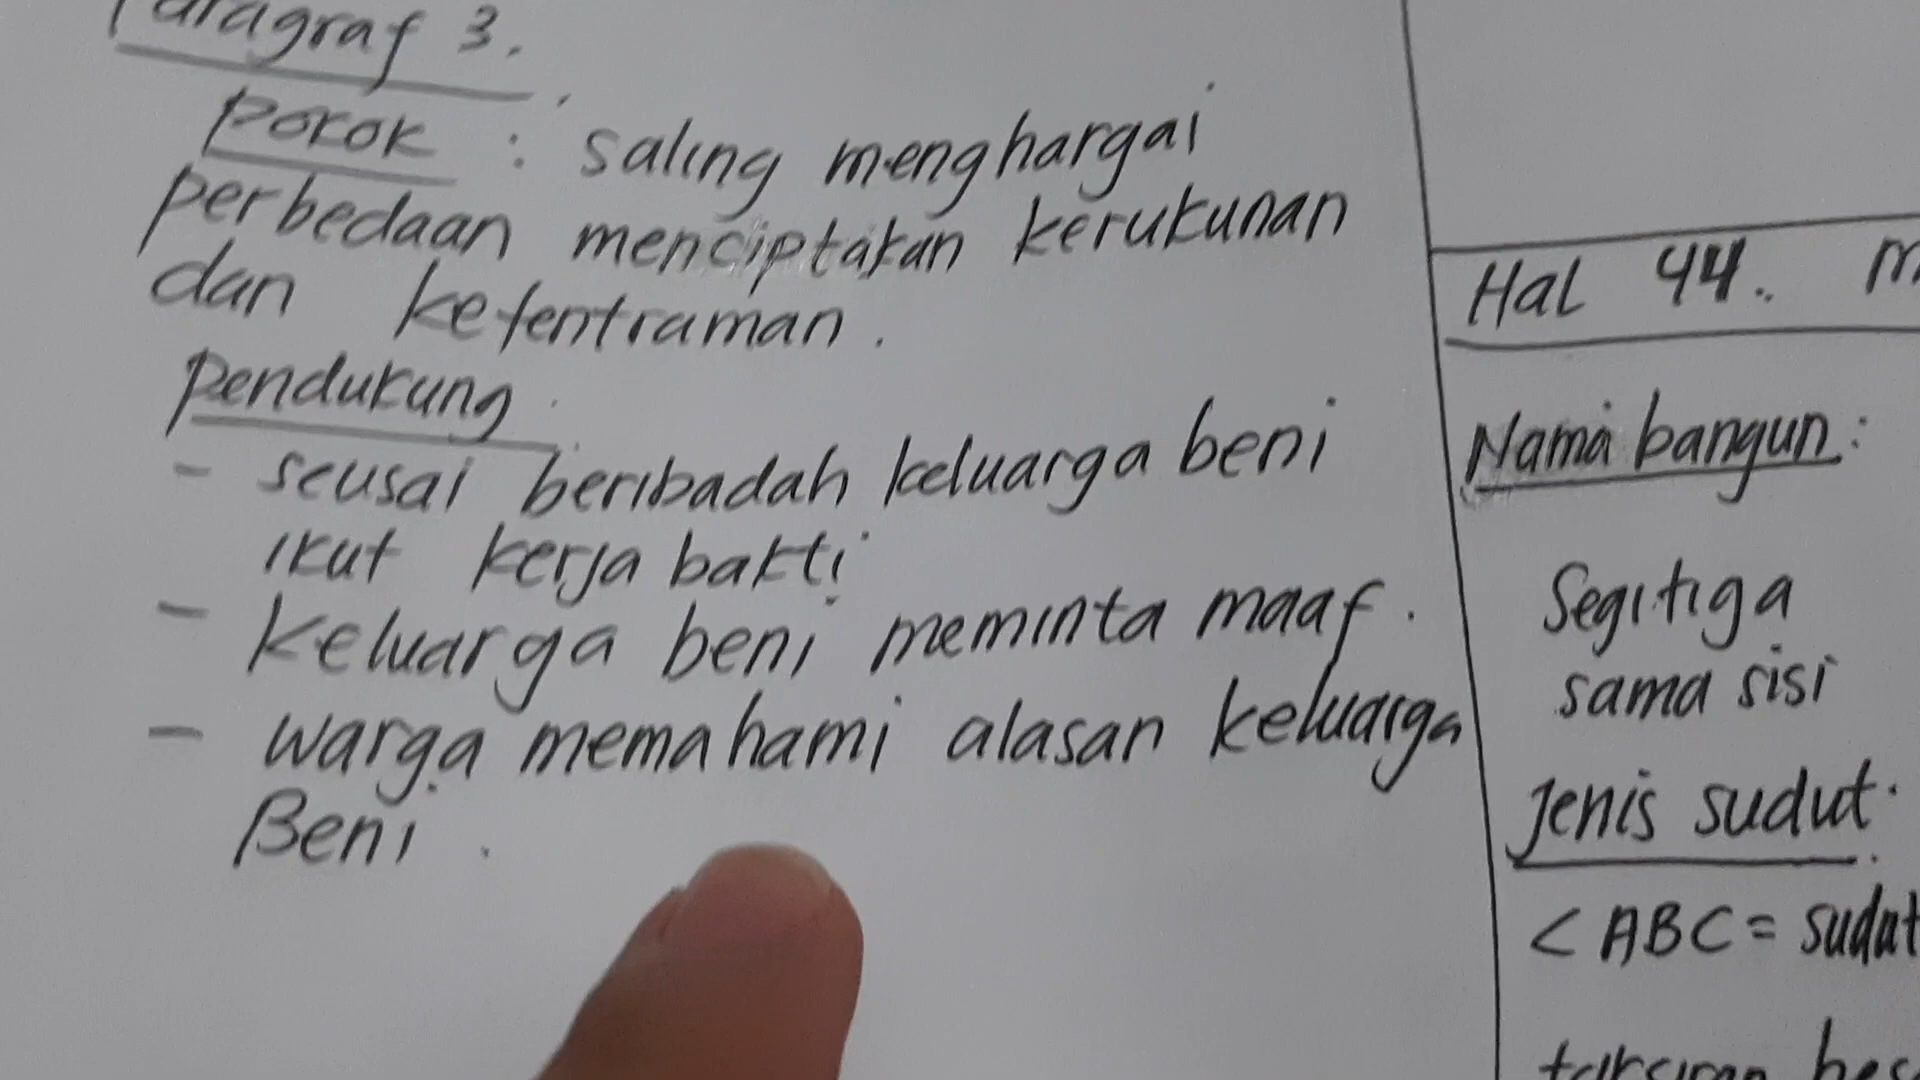 Paragraf 3.
Pokok : saling menghargai
perbedaan menciptakan kerukunan
dan ketentraman.
Pendukung
- seusai beribadah keluarga beni
ikut kerja bakti
- keluarga beni meminta maaf.
- warga memahami alasan keluarga
Beni.
Hal 44.. m
Nama bangun:
Segitiga
sama sisi
Jenis sudut:
< ABC = sudut